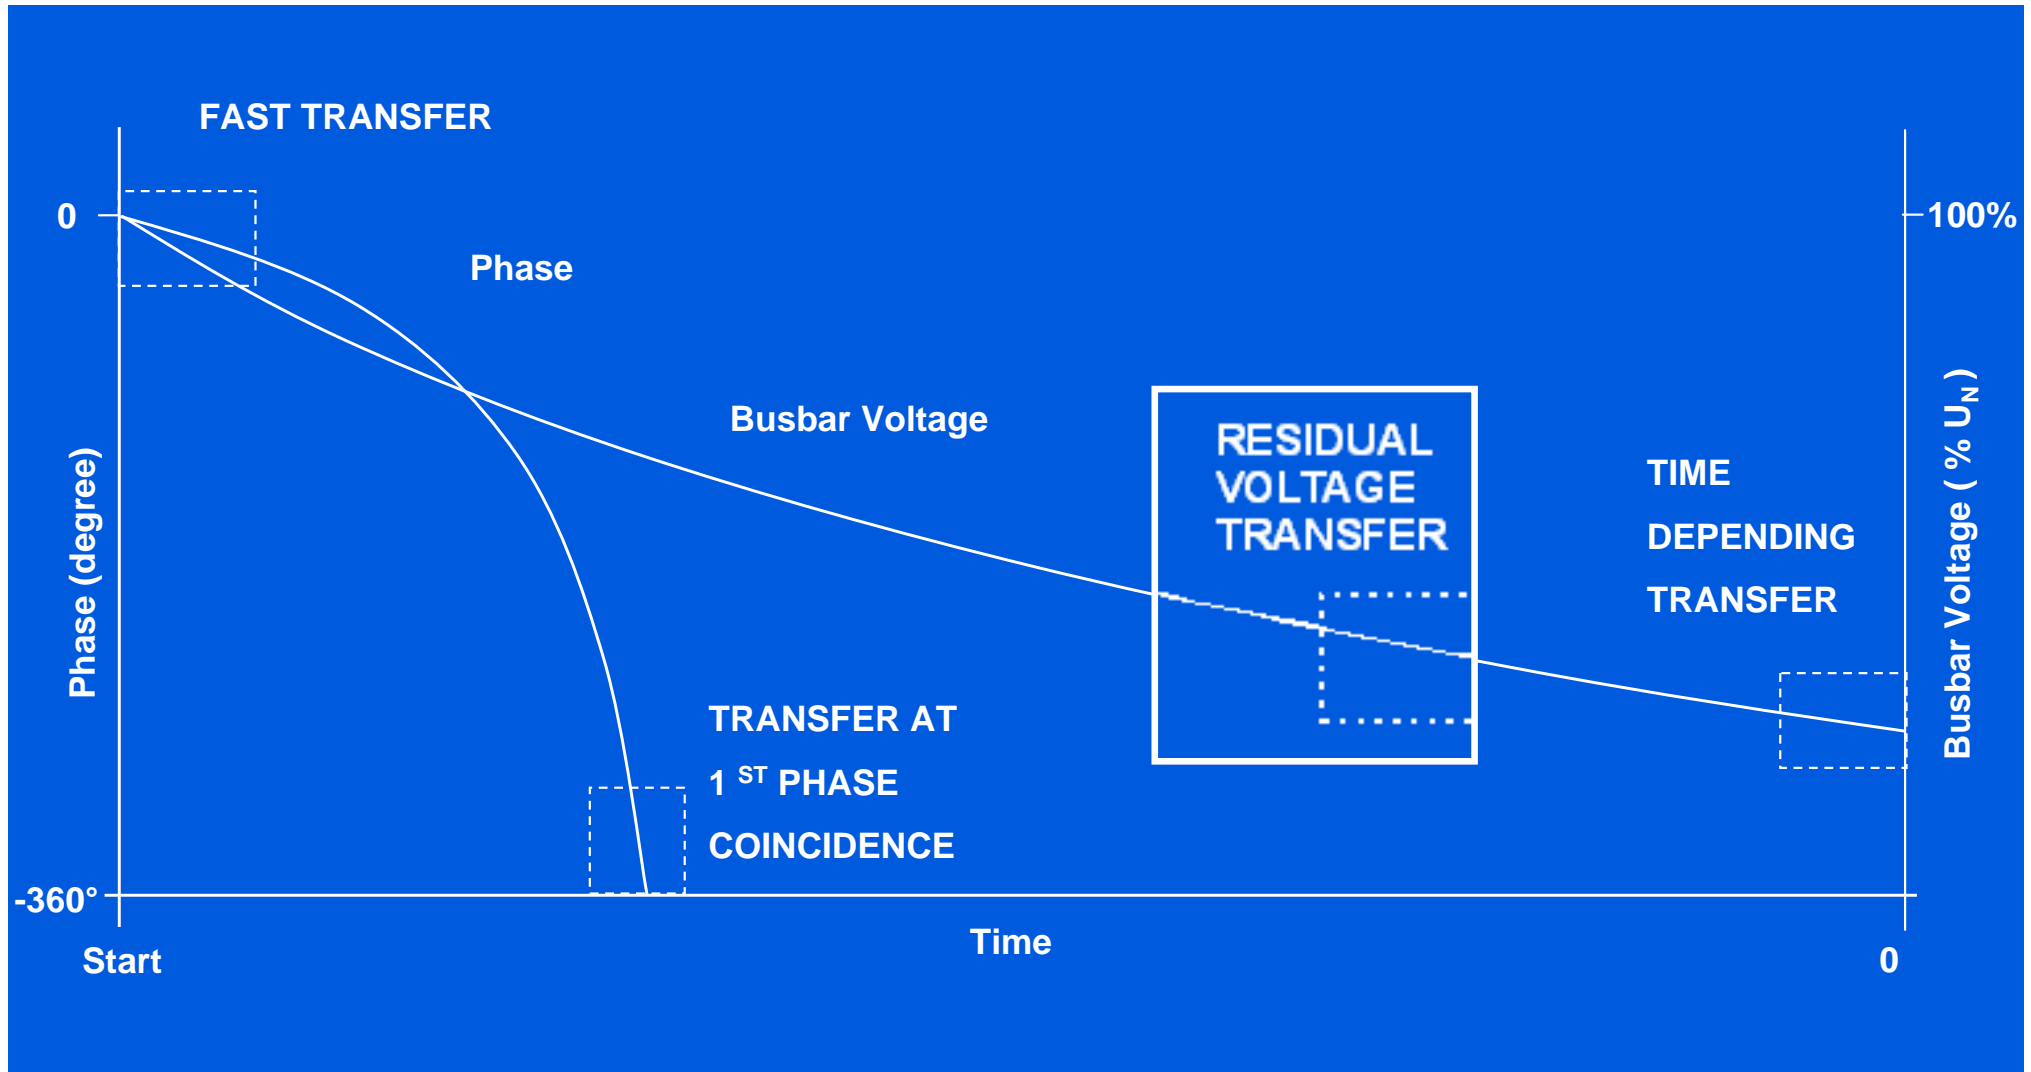 FAST TRANSFER
0
100%
Phase
Busbar Voltage
RESIDUAL
VOLTAGE
TRANSFER
TIME
DEPENDING
TRANSFER
Phase (degree)
Busbar Voltage ( % UN)
TRANSFER AT
1 ST PHASE
COINCIDENCE
-360°
Start
Time
0